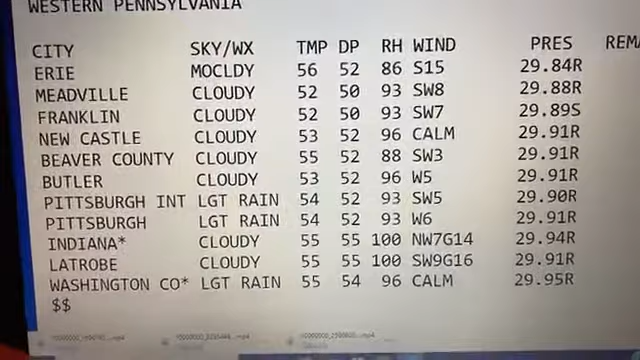 WESTERN PENNSYLVANIA
CITY SKY/WX TMP DP RH WIND PRES REMA
ERIE MOCLDY 56 52 86 S15 29.84R
MEADVILLE CLOUDY 52 50 93 SW8 29.88R
FRANKLIN CLOUDY 52 50 93 SW7 29.89S
NEW CASTLE CLOUDY 53 52 96 CALM 29.91R
BEAVER COUNTY CLOUDY 55 52 88 SW3 29.91R
BUTLER CLOUDY 53 52 96 W5 29.91R
PITTSBURGH INT LGT RAIN 54 52 93 SW5 29.90R
PITTSBURGH LGT RAIN 54 52 93 W6 29.91R
INDIANA* CLOUDY 55 55 100 NW7G14 29.94R
LATROBE CLOUDY 55 55 100 SW9G16 29.91R
WASHINGTON CO* LGT RAIN 55 54 96 CALM 29.95R
$$